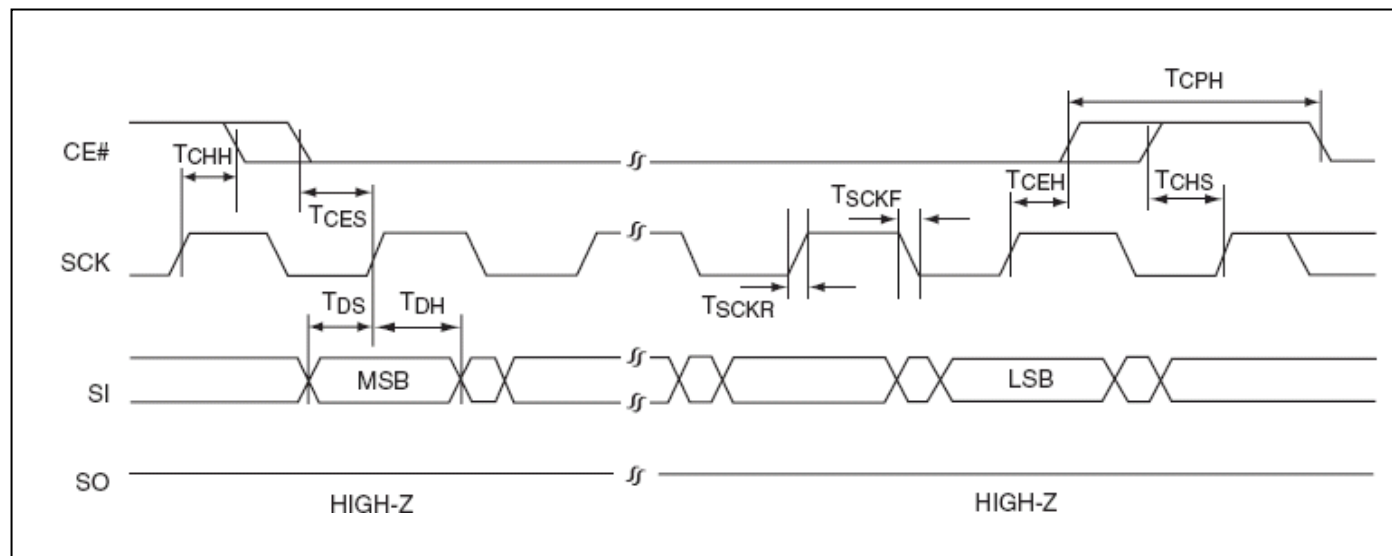 TCPH
CE#
TCHH
TCES
TSCKF
TCEH
TCHS
SCK
TDS
TDH
TSCKR
SI
MSB
LSB
SO
HIGH-Z
HIGH-Z